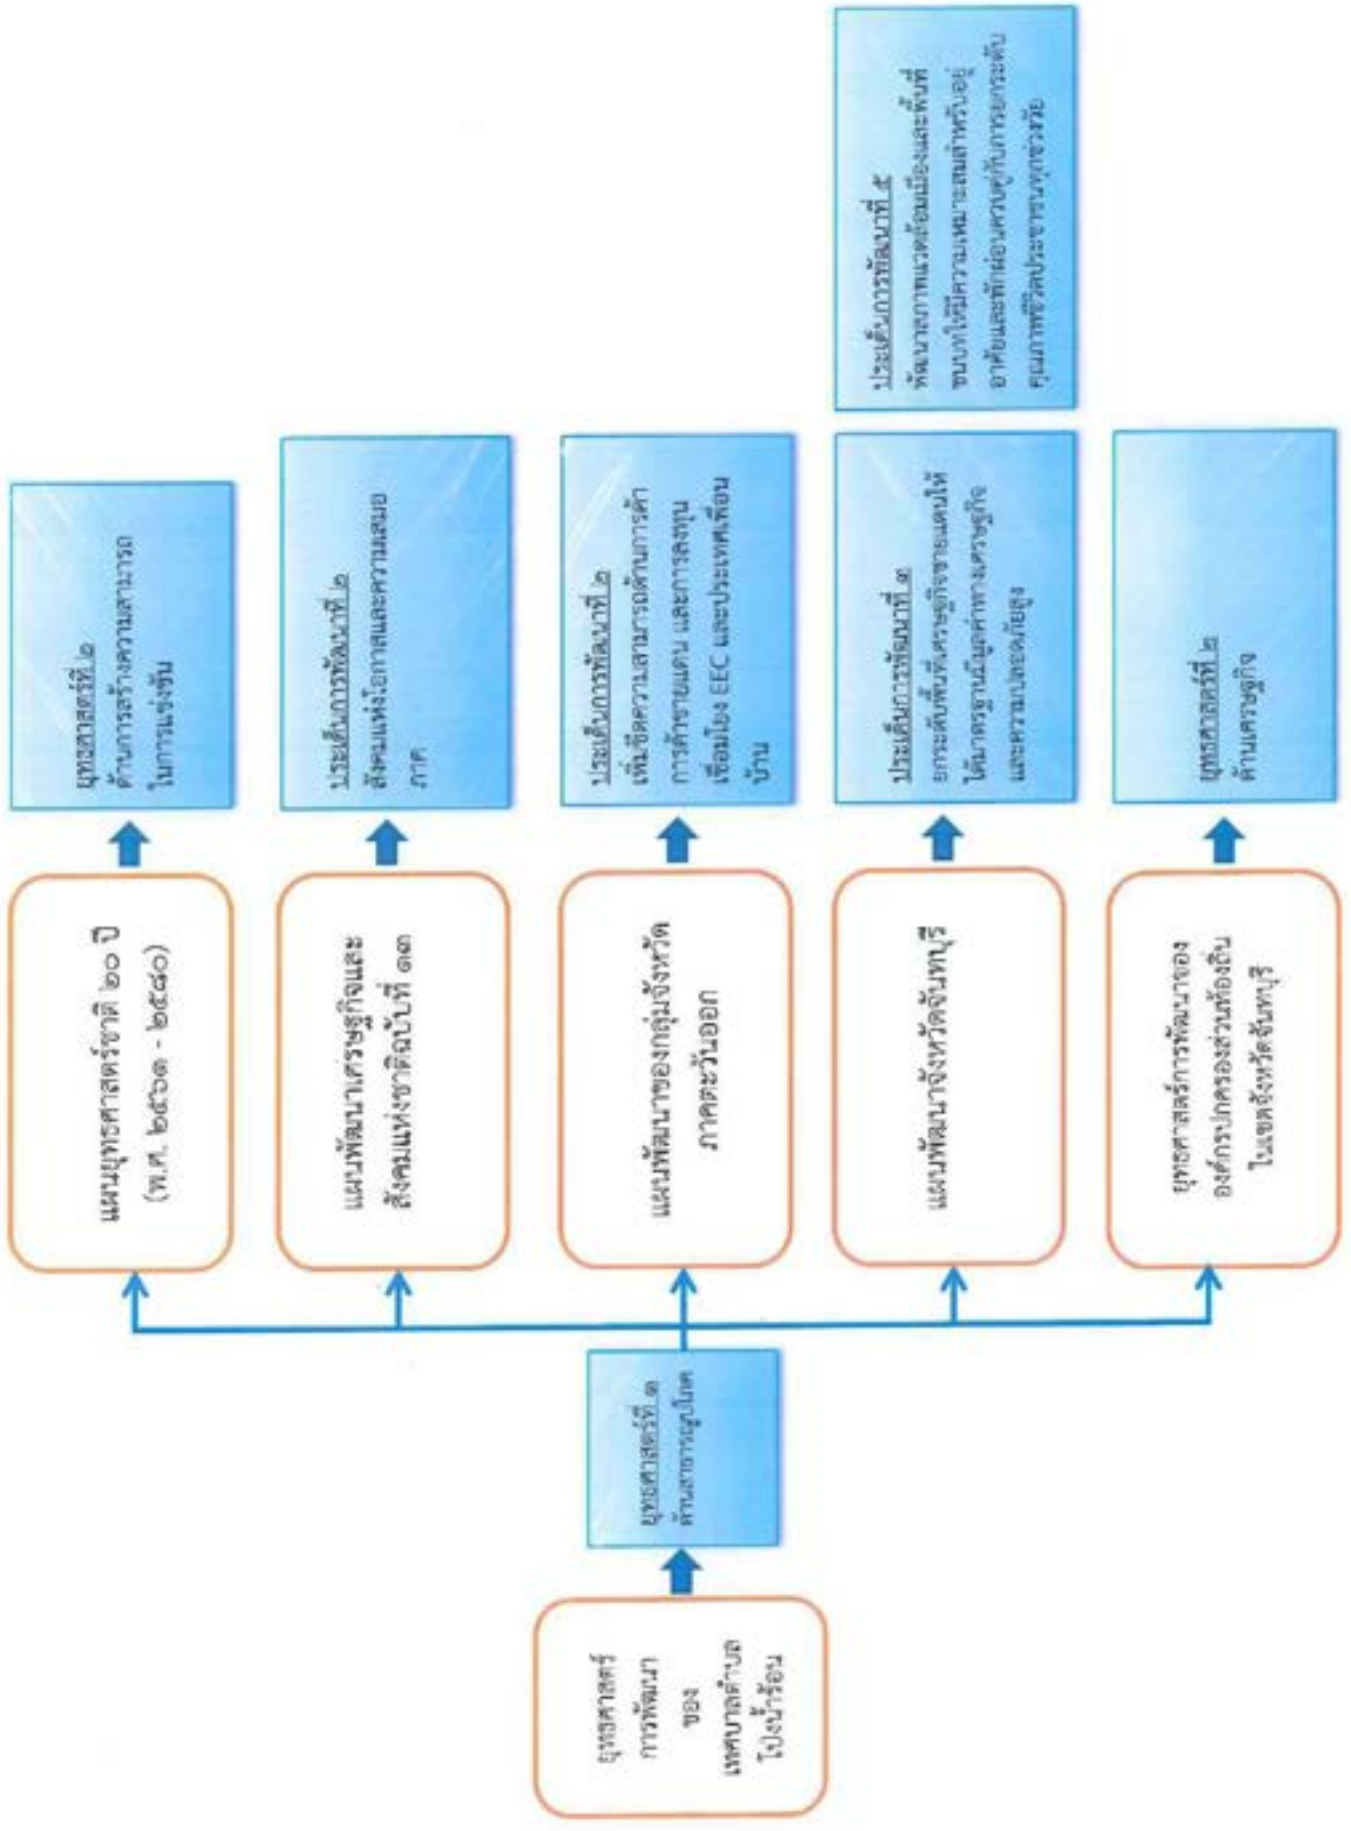 ยุทธศาสตร์
การพัฒนา
ของ
เทศบาลตำบล
โป่งน้ำร้อน
ยุทธศาสตร์ที่ ๑
ด้านสาธารณูปโภค
แผนยุทธศาสตร์ชาติ ๒๐ ปี
(พ.ศ. ๒๕๖๑ - ๒๕๘๐)
ยุทธศาสตร์ที่ ๒
ด้านการสร้างความสามารถ
ในการแข่งขัน
แผนพัฒนาเศรษฐกิจและ
สังคมแห่งชาติฉบับที่ ๑๓
ประเด็นการพัฒนาที่ ๒
สังคมแห่งโอกาสและความเสมอ
ภาค
แผนพัฒนาของกลุ่มจังหวัด
ภาคตะวันออก
ประเด็นการพัฒนาที่ ๒
เพิ่มขีดความสามารถด้านการค้า
การค้าชายแดน และการลงทุน
เชื่อมโยง EEC และประเทศเพื่อน
บ้าน
แผนพัฒนาจังหวัดจันทบุรี
ประเด็นการพัฒนาที่ ๓
ยกระดับพื้นที่เศรษฐกิจชายแดนให้
ได้มาตรฐานมีมูลค่าทางเศรษฐกิจ
และความปลอดภัยสูง
ประเด็นการพัฒนาที่ ๕
พัฒนาสภาพแวดล้อมเมืองและพื้นที่
ชนบทให้มีความเหมาะสมสำหรับอยู่
อาศัยและพักผ่อนควบคู่กับการยกระดับ
คุณภาพชีวิตประชาชนทุกช่วงวัย
ยุทธศาสตร์การพัฒนาของ
องค์กรปกครองส่วนท้องถิ่น
ในเขตจังหวัดจันทบุรี
ยุทธศาสตร์ที่ ๒
ด้านเศรษฐกิจ